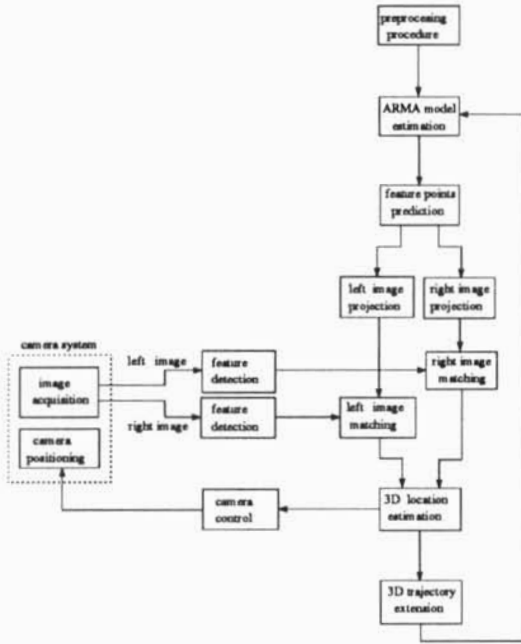 preprocesing
procedure
ARMA model
estimation
feature points
prediction
left image
projection
right image
projection
camera system
left image
feature
detection
right image
matching
image
acquisition
right image
feature
detection
left image
matching
camera
positioning
camera
control
3D location
estimation
3D trajectory
extension